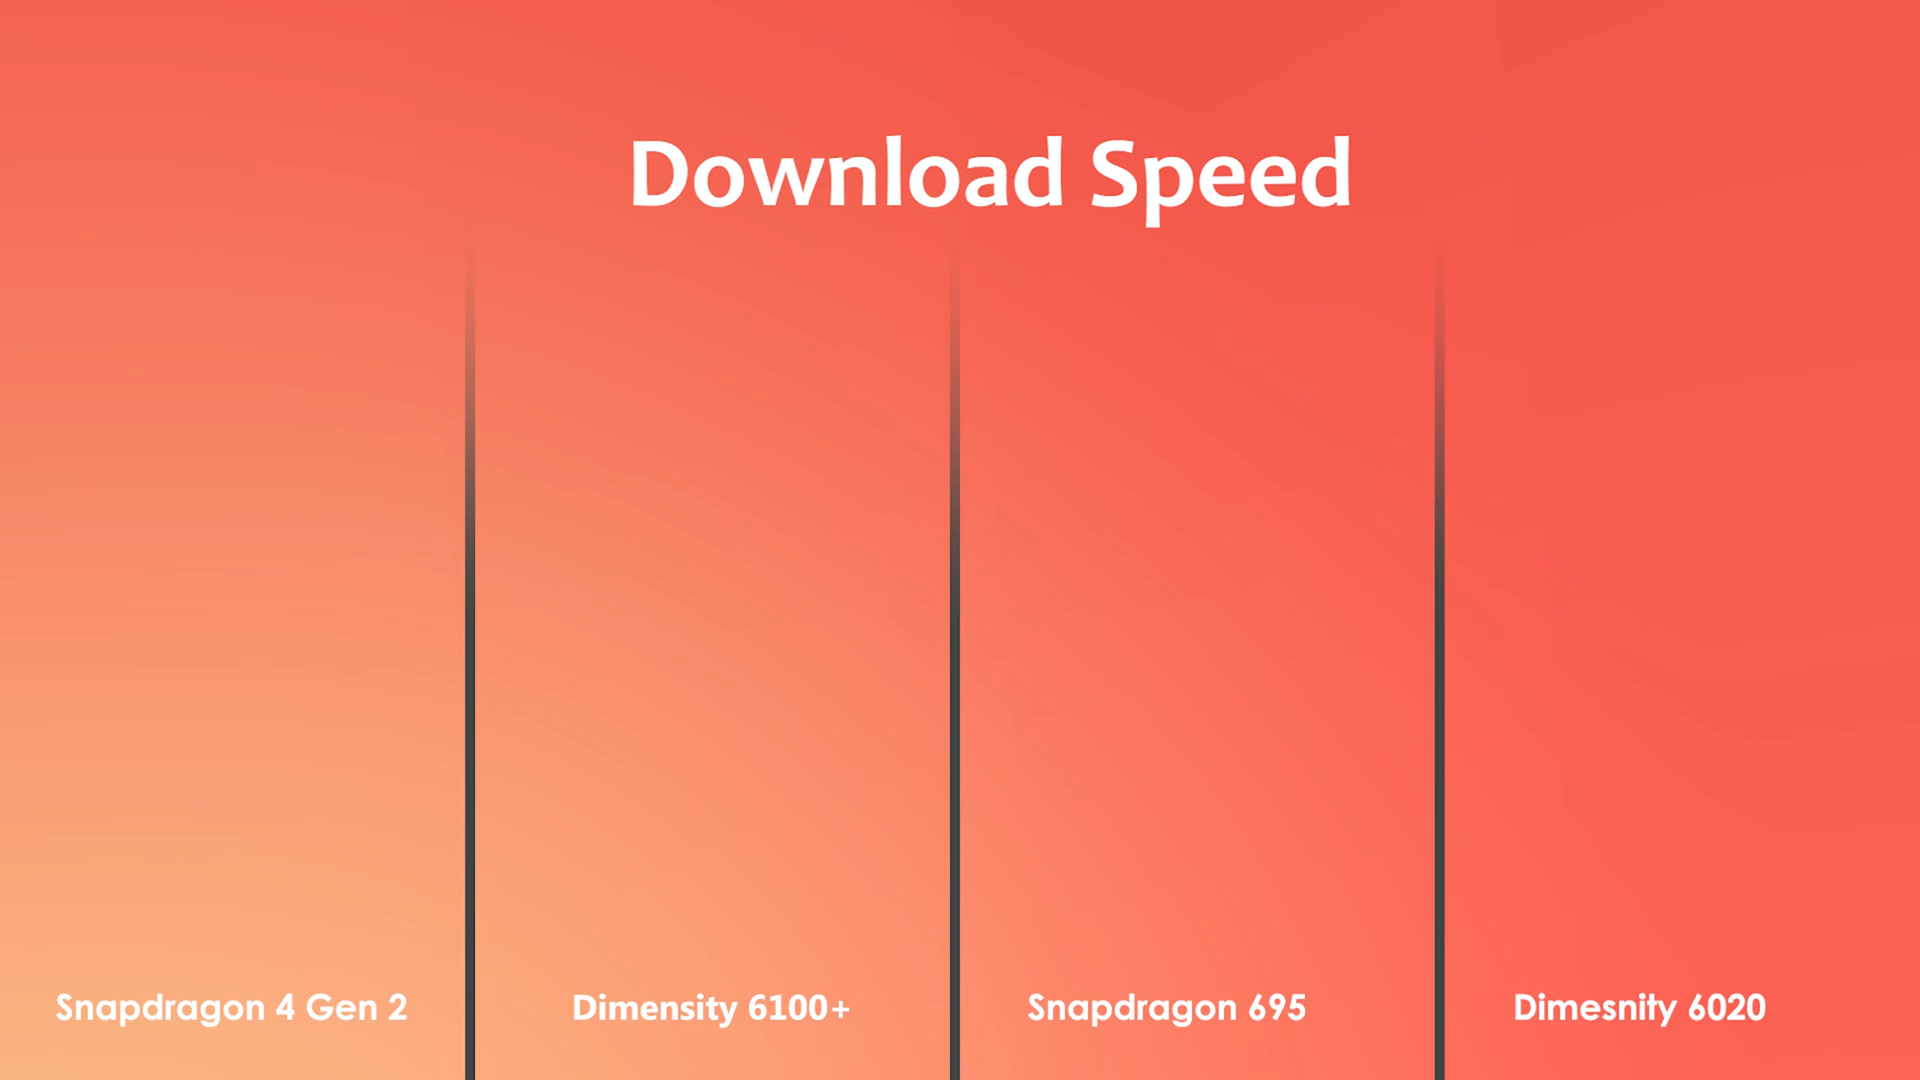 Download Speed
Snapdragon 4 Gen 2
Dimensity 6100+
Snapdragon 695
Dimesnity 6020